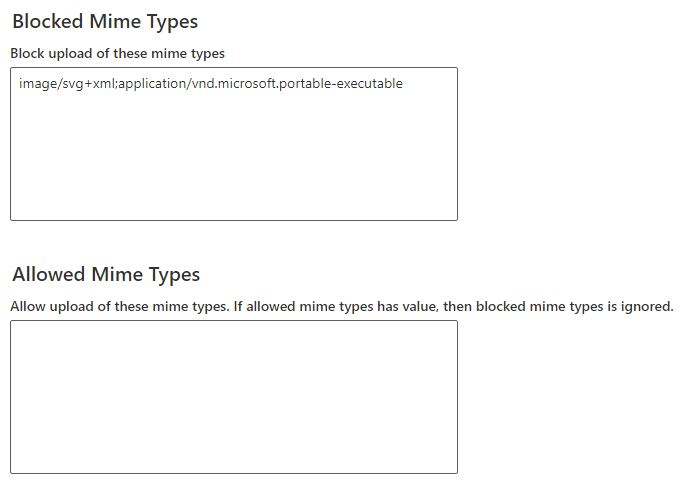 Blocked Mime Types
Block upload of these mime types
image/svg+xml;application/vnd.microsoft.portable-executable
Allowed Mime Types
Allow upload of these mime types. If allowed mime types has value, then blocked mime types is ignored.